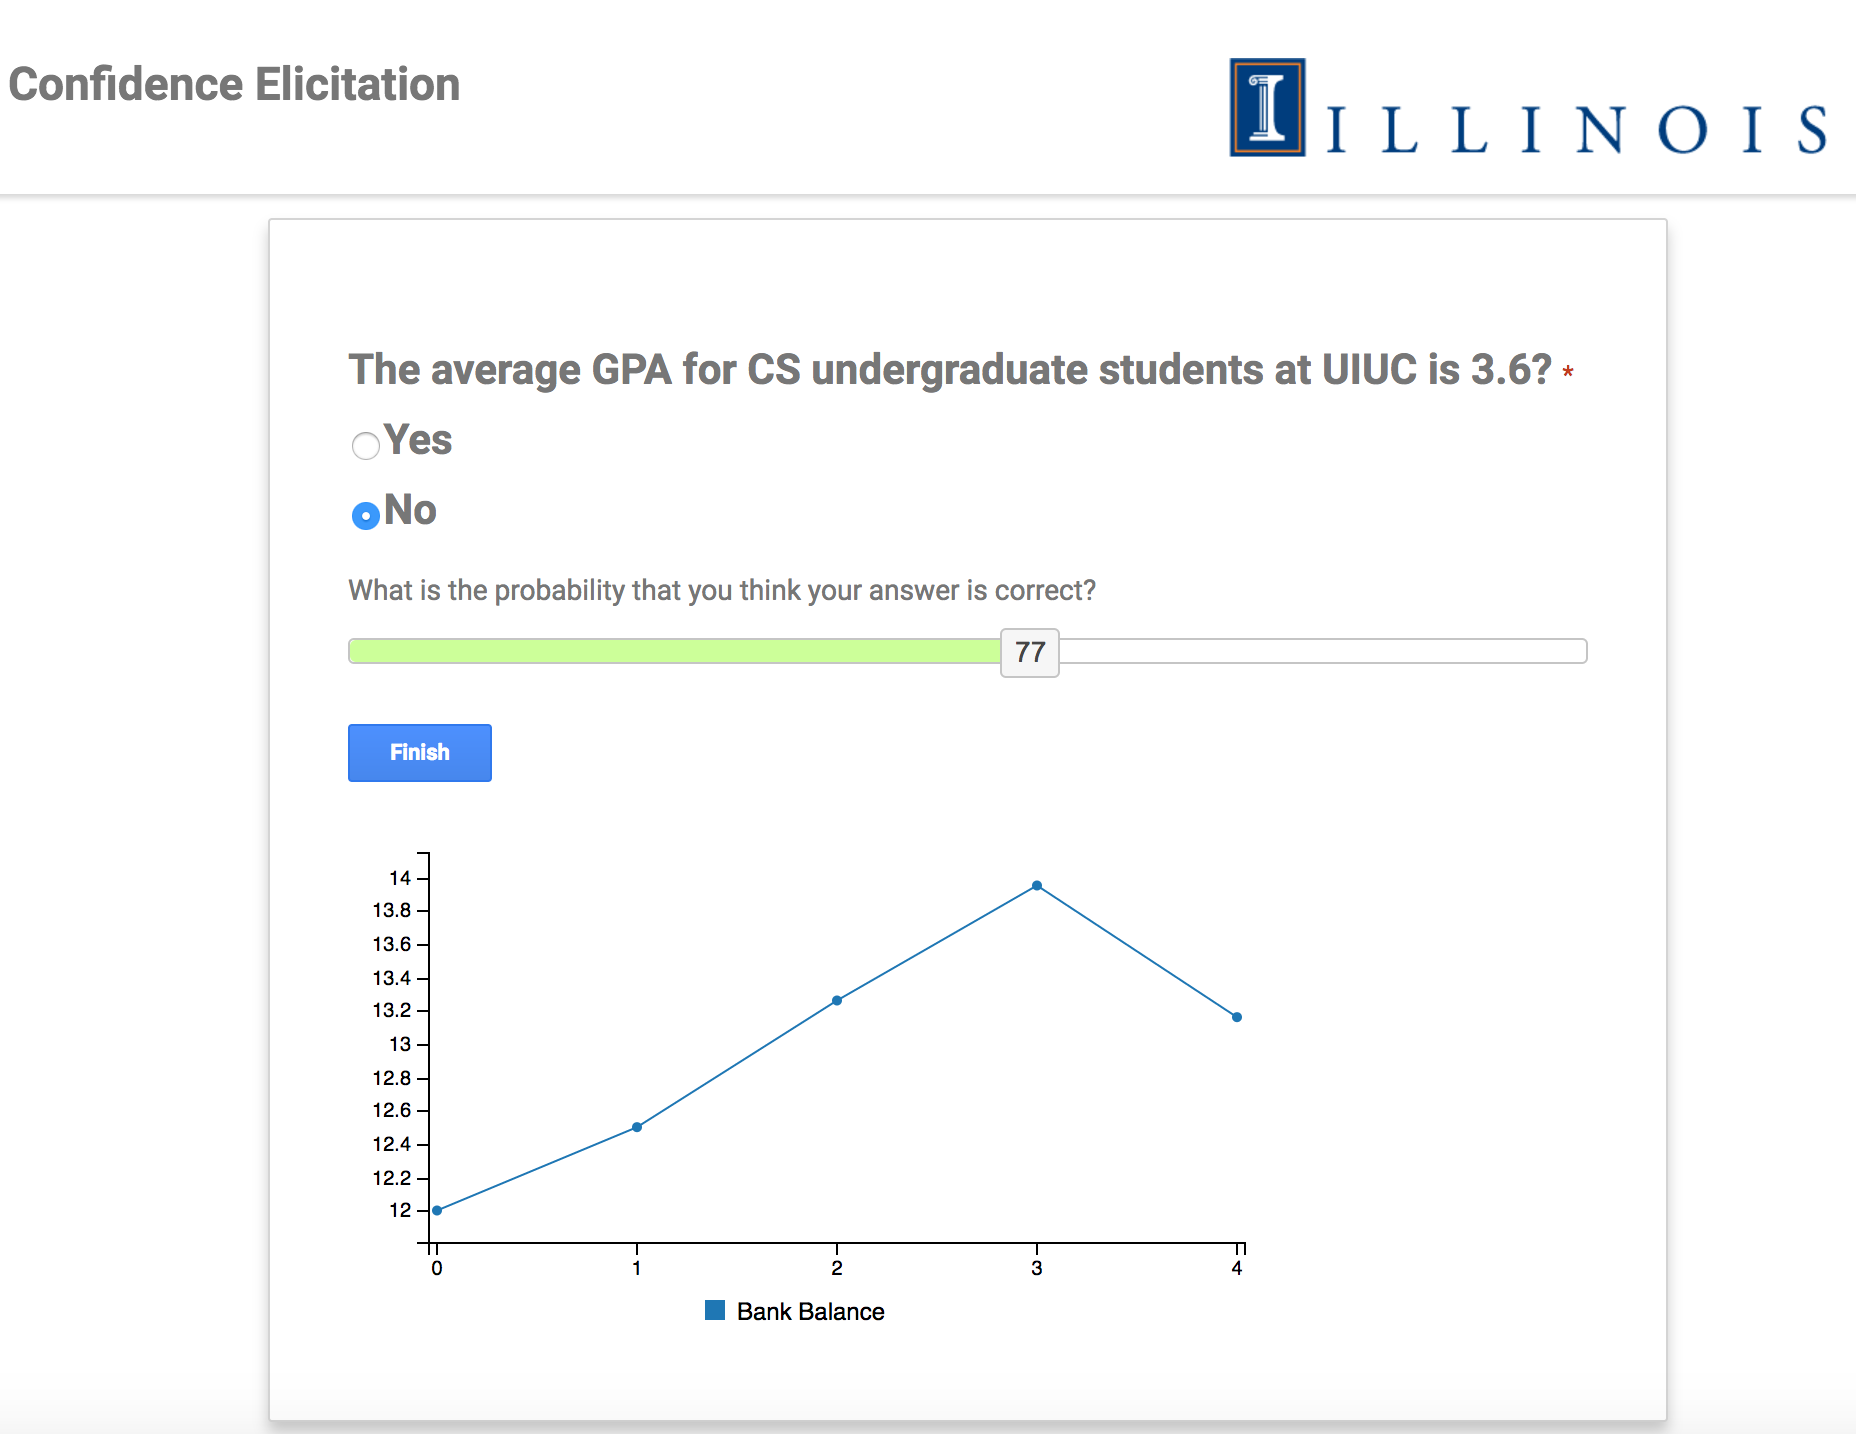 Confidence Elicitation
I ILLINOIS
The average GPA for CS undergraduate students at UIUC is 3.6? *
Yes
No
What is the probability that you think your answer is correct?
77
Finish
14
13.8
13.6
13.4
13.2
13
12.8
12.6
12.4
12.2
12
0 1 2 3 4
Bank Balance